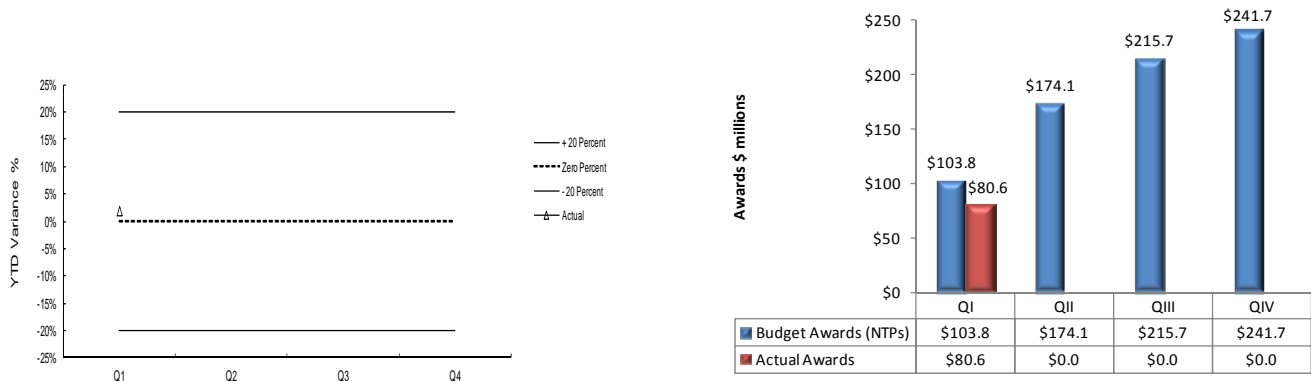 YTD Variance %
25%
20%
15%
10%
5%
0%
-5%
-10%
-15%
-20%
-25%
Q1 Q2 Q3 Q4
+ 20 Percent
Zero Percent
- 20 Percent
Actual
Awards $ millions
$250
$200
$150
$100
$50
$0
$103.8
$80.6
$174.1
$215.7
$241.7
QI QII QIII QIV
Budget Awards (NTPs) $103.8 $174.1 $215.7 $241.7
Actual Awards $80.6 $0.0 $0.0 $0.0